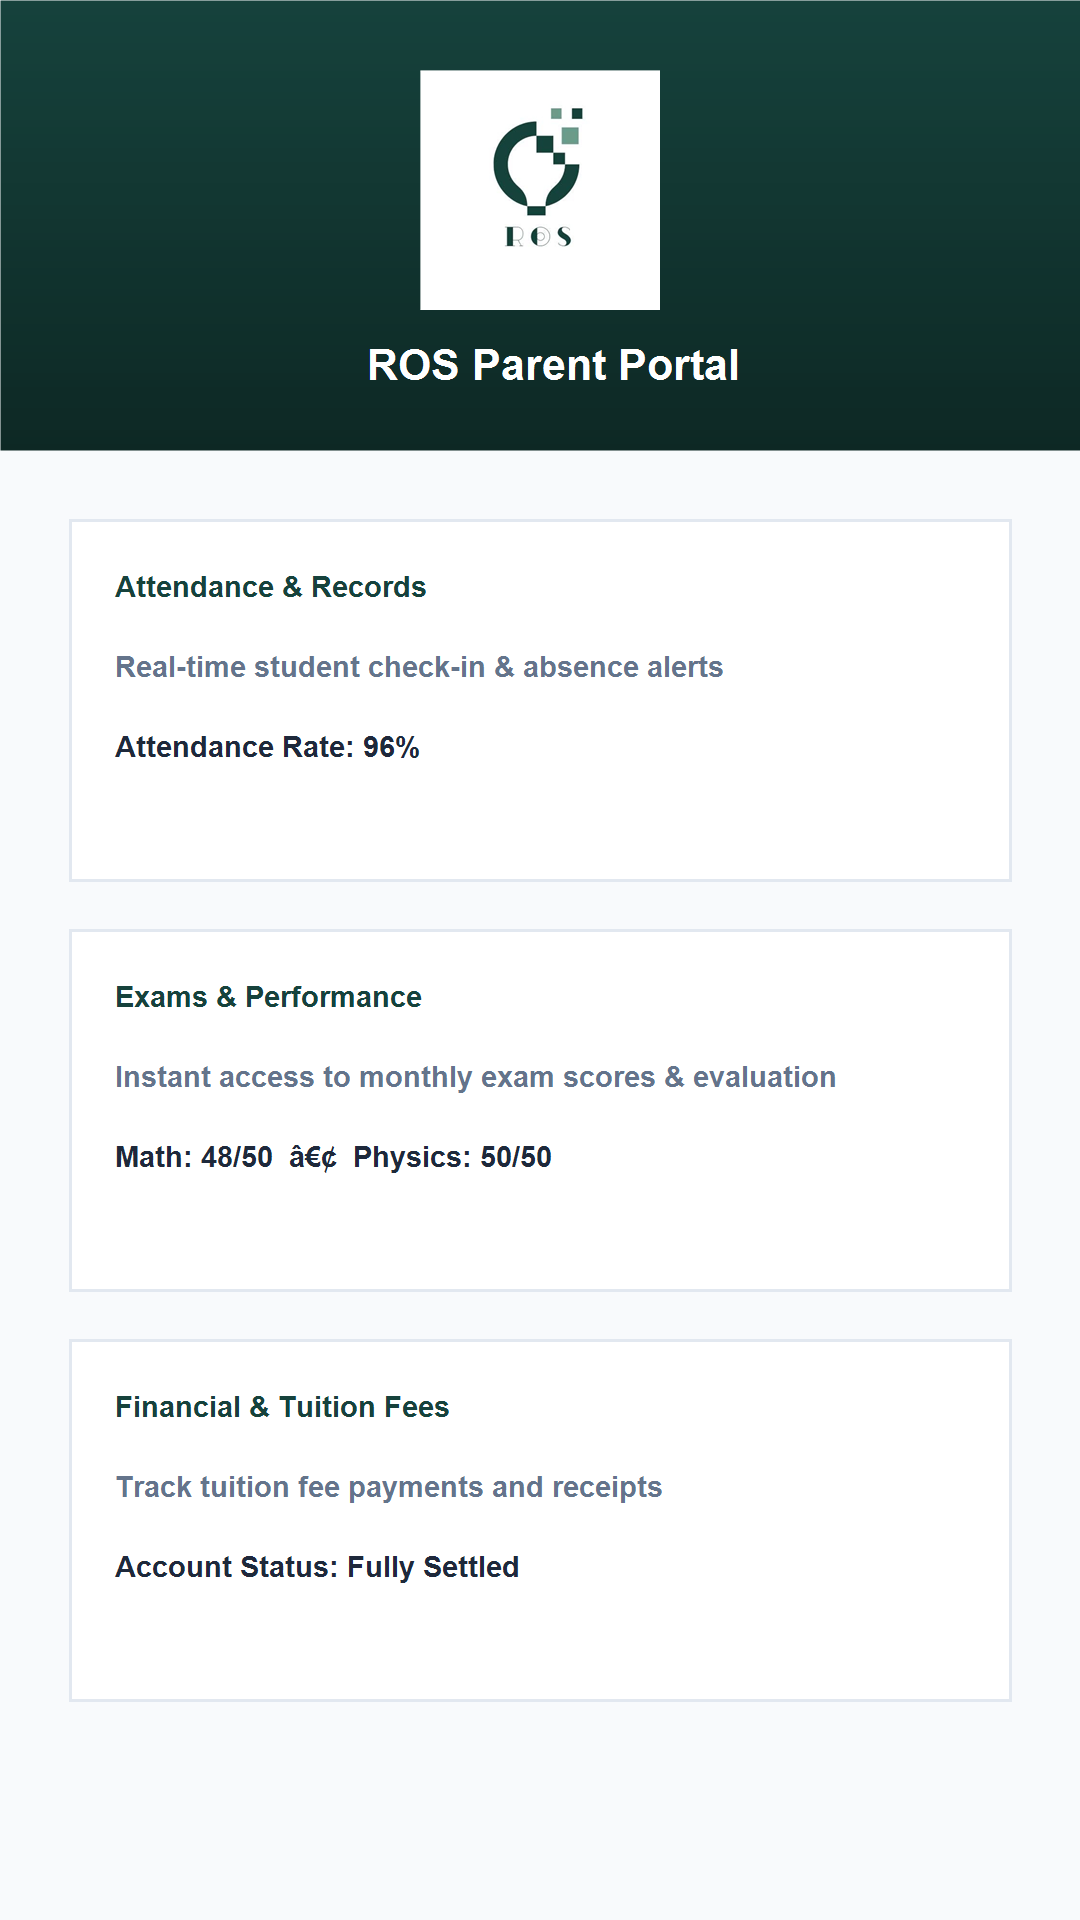 ROS
ROS Parent Portal
Attendance & Records
Real-time student check-in & absence alerts
Attendance Rate: 96%
Exams & Performance
Instant access to monthly exam scores & evaluation
Math: 48/50  â€¢  Physics: 50/50
Financial & Tuition Fees
Track tuition fee payments and receipts
Account Status: Fully Settled